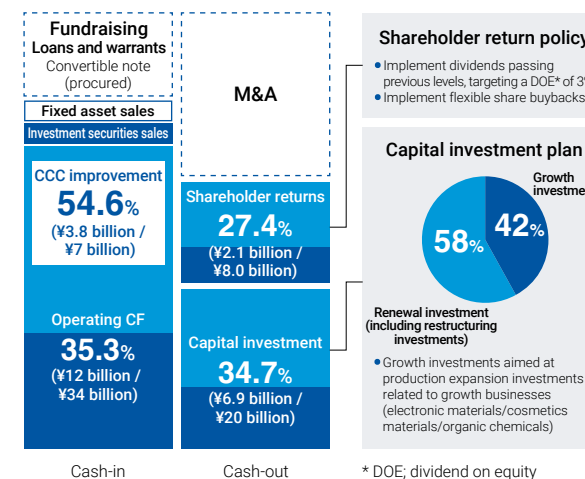 Fundraising
Loans and warrants
Convertible note
(procured)
Fixed asset sales
Investment securities sales
CCC improvement
54.6%
(¥3.8 billion /
¥7 billion)
Operating CF
35.3%
(¥12 billion /
¥34 billion)
Cash-in
M&A
Shareholder returns
27.4%
(¥2.1 billion /
¥8.0 billion)
Capital investment
34.7%
(¥6.9 billion /
¥20 billion)
Cash-out
Shareholder return policy
• Implement dividends passing
previous levels, targeting a DOE* of 3%
• Implement flexible share buybacks
Capital investment plan
Growth
58%
42%
Renewal investment
(including restructuring
investments)
• Growth investments aimed at
production expansion investments
related to growth businesses
(electronic materials/cosmetics
materials/organic chemicals)
* DOE; dividend on equity